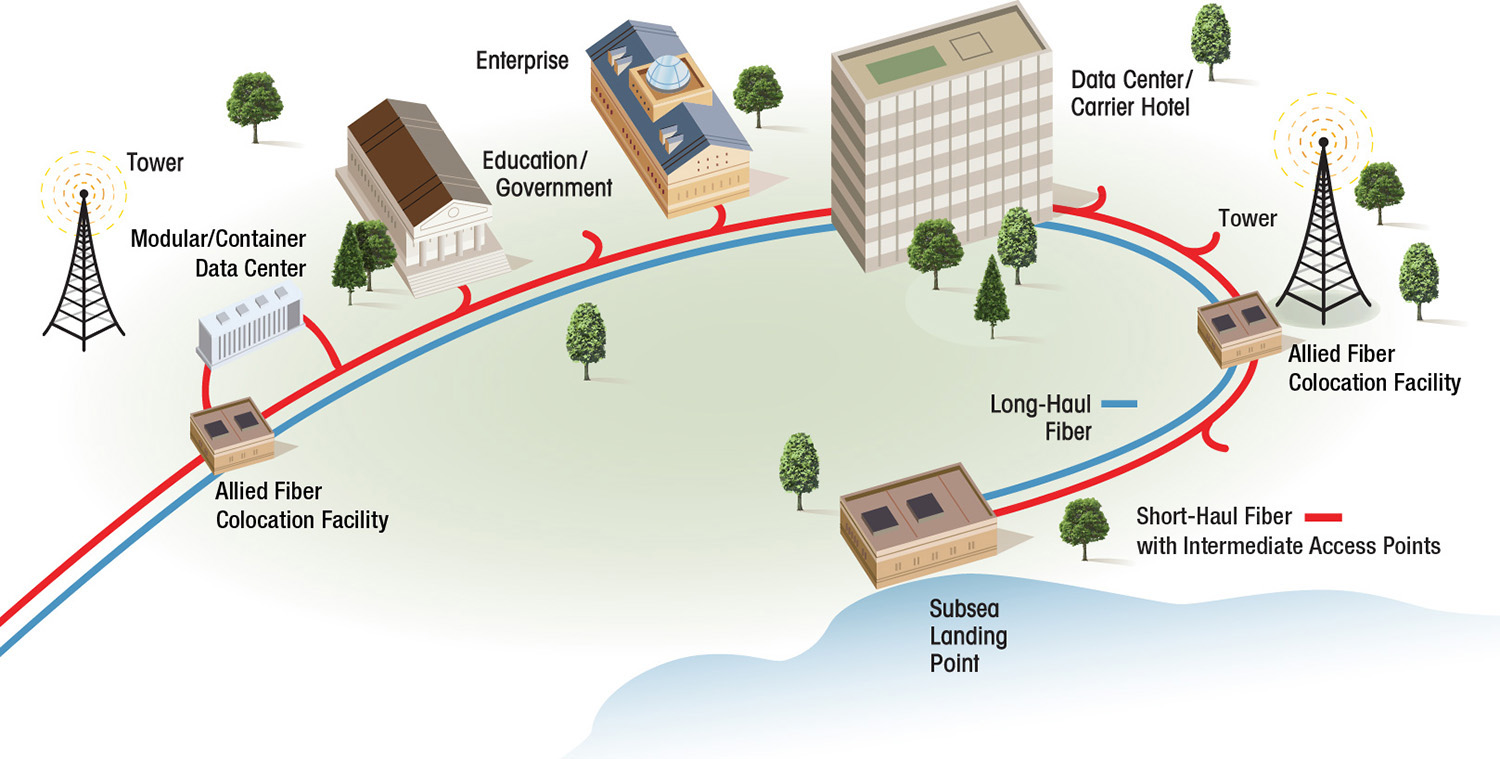 Enterprise
Data Center/
Carrier Hotel
Tower
Education/
Government
Tower
Modular/Container
Data Center
Allied Fiber
Colocation Facility
Long-Haul
Fiber
Allied Fiber
Colocation Facility
Short-Haul Fiber
with Intermediate Access Points
Subsea
Landing
Point